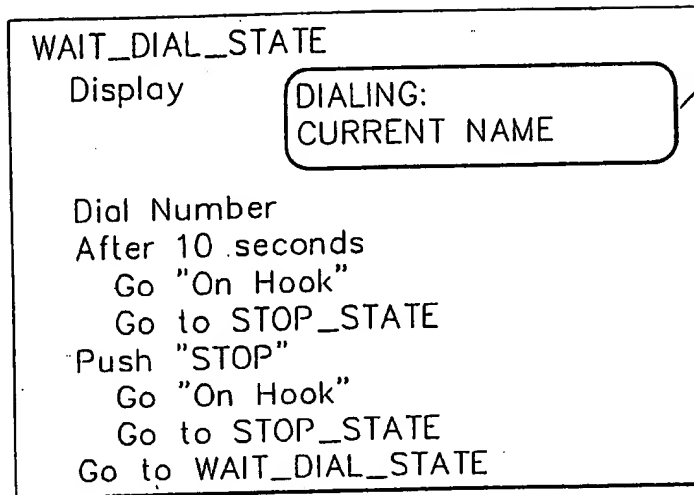 WAIT_DIAL_STATE
Display
DIALING:
CURRENT NAME
Dial Number
After 10 seconds
Go "On Hook"
Go to STOP_STATE
Push "STOP"
Go "On Hook"
Go to STOP_STATE
Go to WAIT_DIAL_STATE